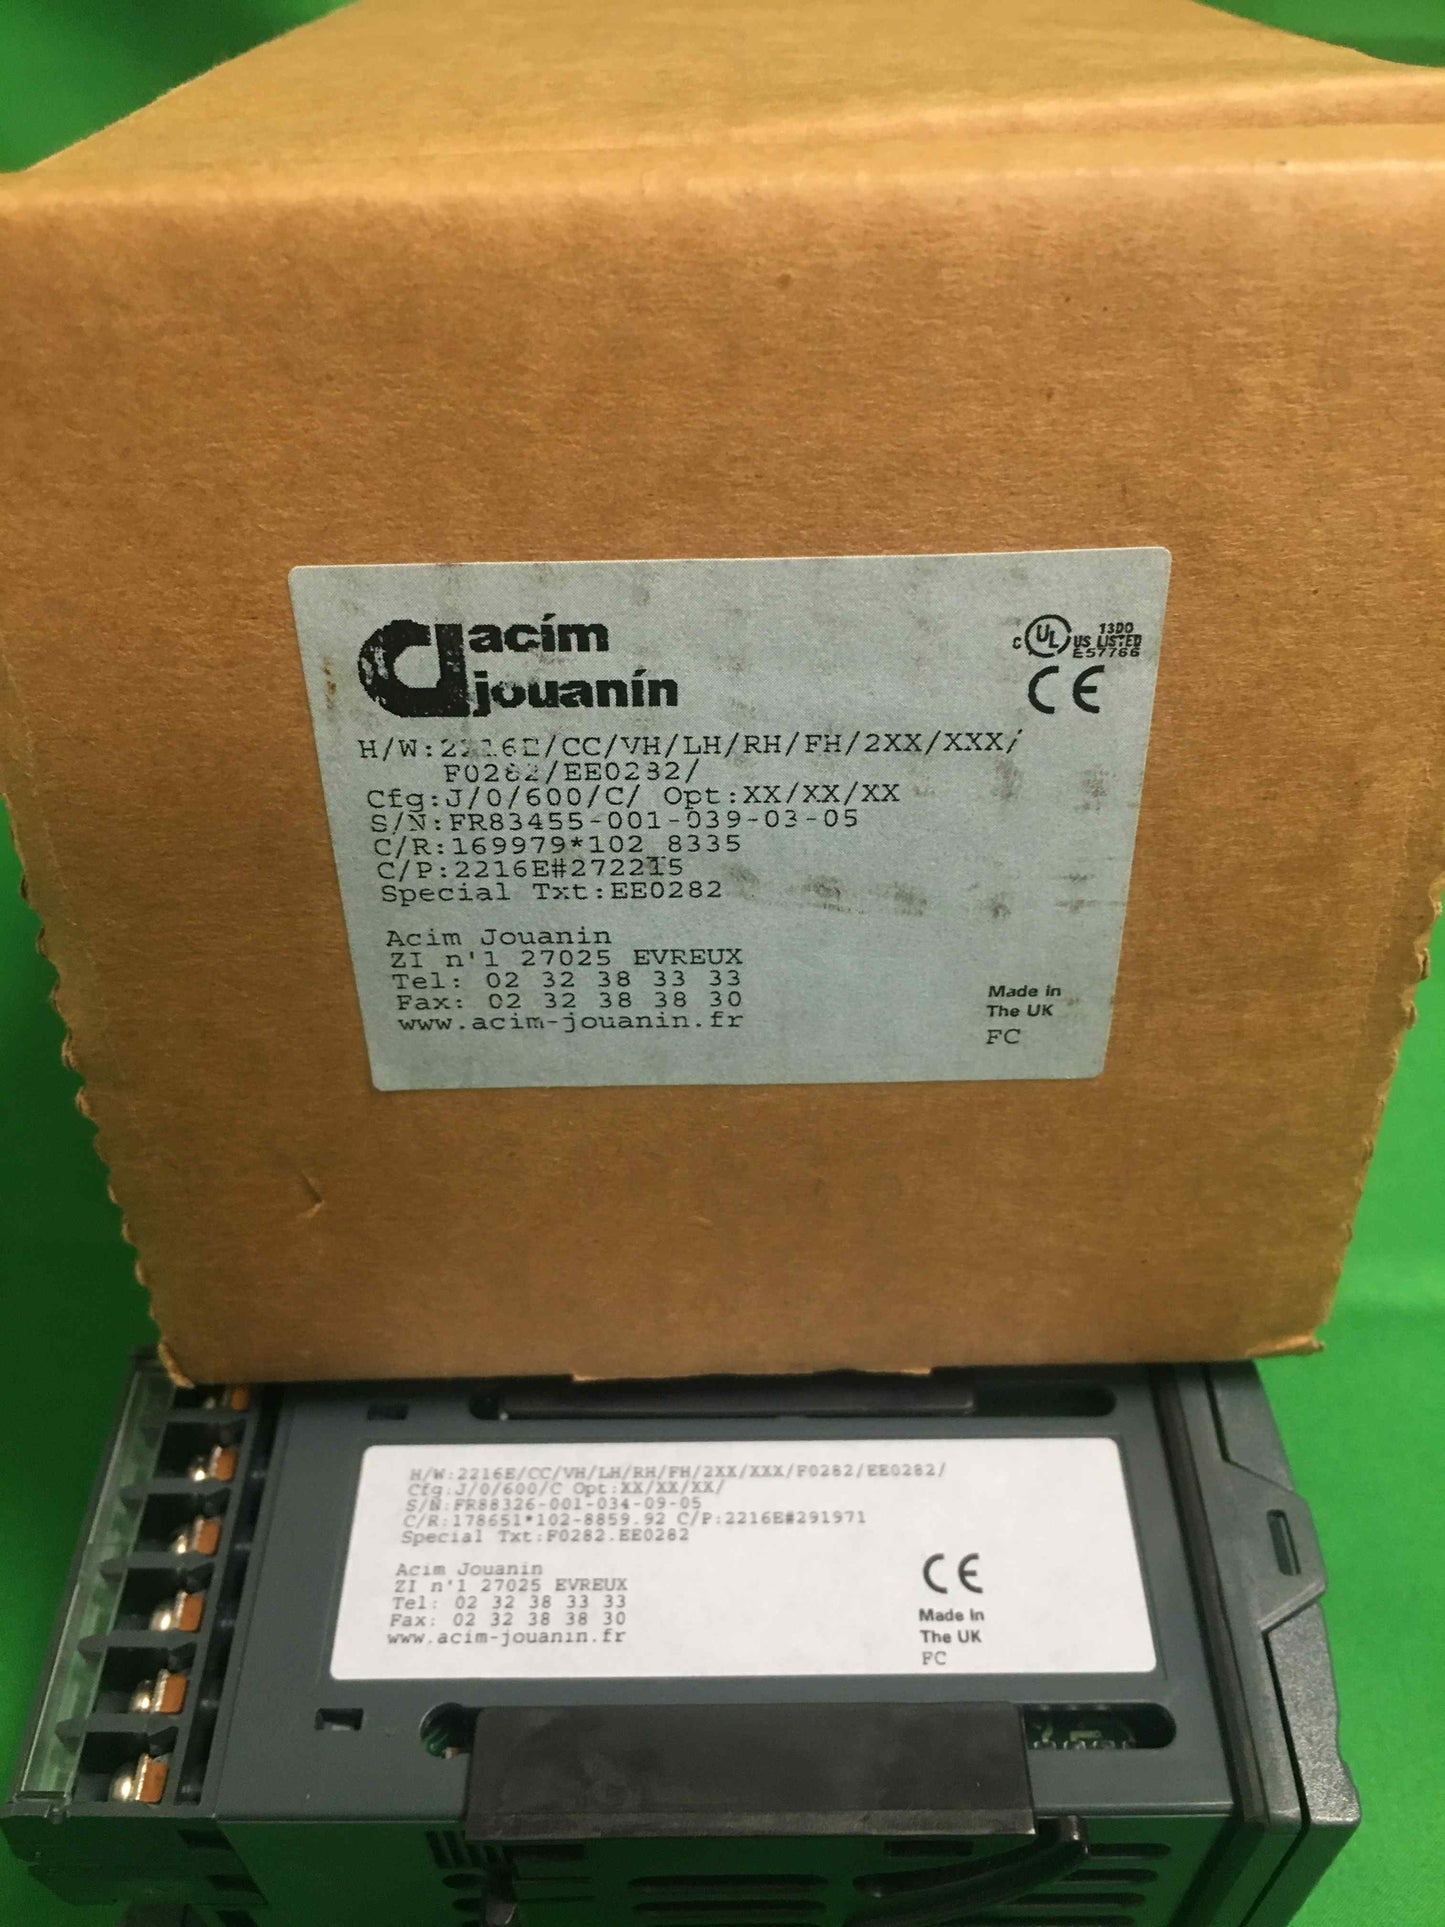 acim
jouanin
c UL US LISTED
13DO
E57766
CE
H/W:2216E/CC/VH/LH/RH/FH/2XX/XXX/
F0282/EE0282/
Cfg:J/0/600/C/ Opt:XX/XX/XX
S/N:FR83455-001-039-03-05
C/R:169979*102 8335
C/P:2216E#272215
Special Txt:EE0282
Acim Jouanin
ZI n'1 27025 EVREUX
Tel: 02 32 38 33 33
Fax: 02 32 38 38 30
www.acim-jouanin.fr
Made in
The UK
FC
H/W:2216E/CC/VH/LH/RH/FH/2XX/XXX/F0282/EE0282/
Cfg:J/0/600/C Opt:XX/XX/XX/
S/N:FR88326-001-034-09-05
C/R:178651*102-8859.92 C/P:2216E#291971
Special Txt:F0282.EE0282
Acim Jouanin
ZI n'1 27025 EVREUX
Tel: 02 32 38 33 33
Fax: 02 32 38 38 30
www.acim-jouanin.fr
CE
Made In
The UK
FC